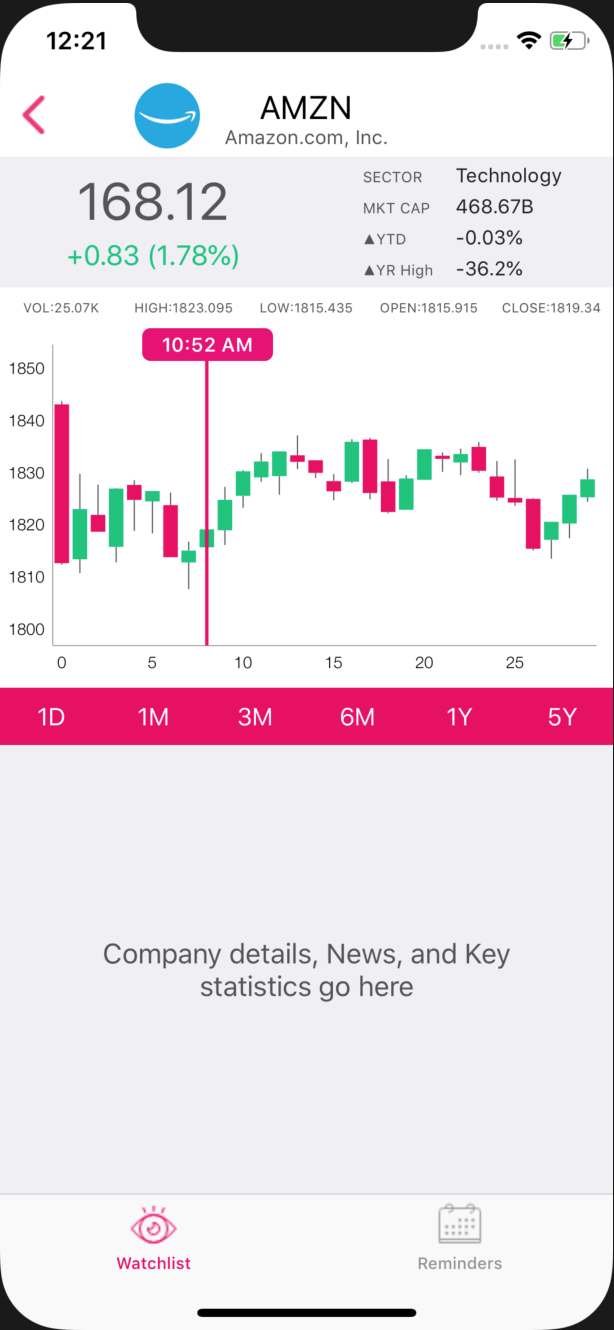 12:21
AMZN
Amazon.com, Inc.
168.12
+0.83 (1.78%)
SECTOR Technology
MKT CAP 468.67B
▲YTD -0.03%
▲YR High -36.2%
VOL:25.07K HIGH:1823.095 LOW:1815.435 OPEN:1815.915 CLOSE:1819.34
10:52 AM
1850
1840
1830
1820
1810
1800
0 5 10 15 20 25
1D 1M 3M 6M 1Y 5Y
Company details, News, and Key
statistics go here
Watchlist Reminders